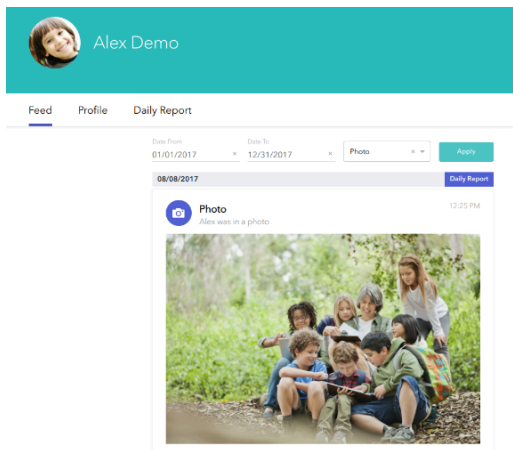 Alex Demo
Feed Profile Daily Report
Date From Date To
01/01/2017 × 12/31/2017 × Photo × Apply
08/08/2017 Daily Report
Photo 12:25 PM
Alex was in a photo